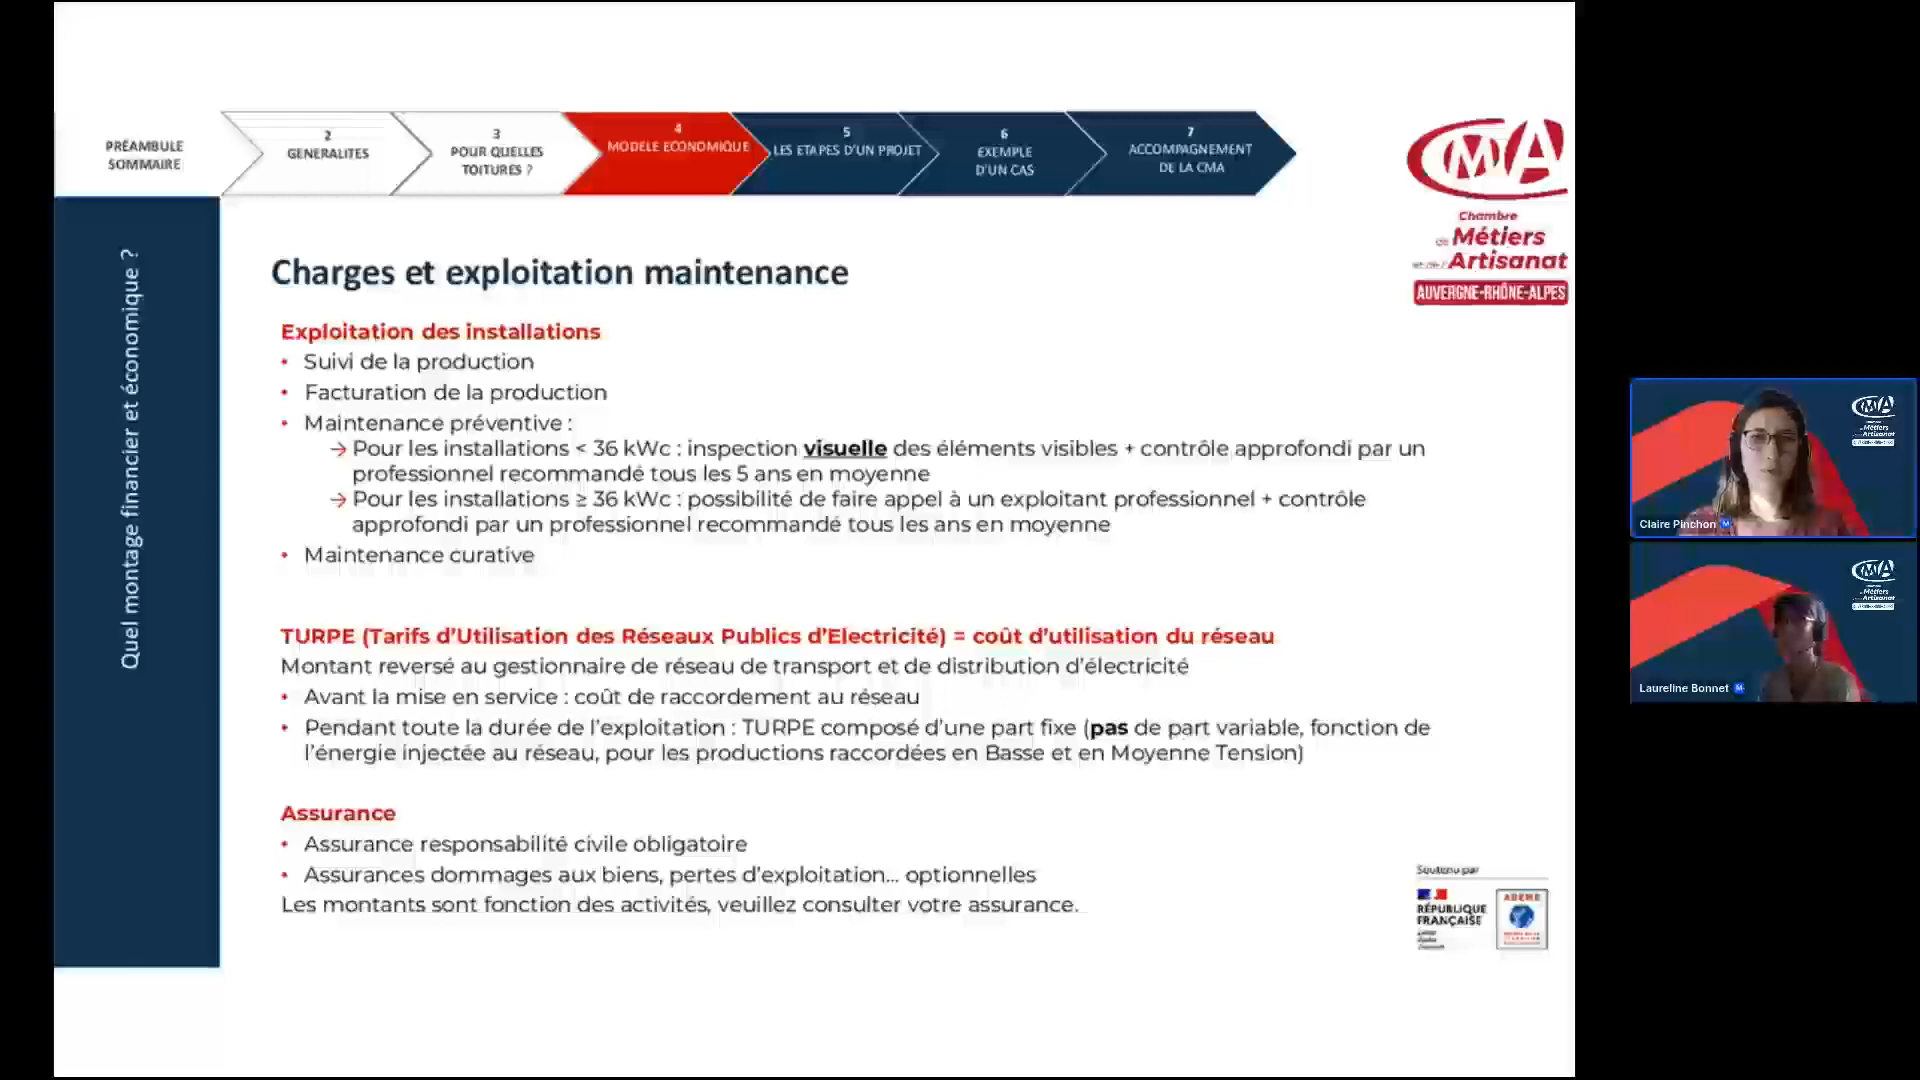 PRÉAMBULE
SOMMAIRE
2
GENERALITES
3
POUR QUELLES
TOITURES ?
4
MODELE ECONOMIQUE
5
LES ETAPES D'UN PROJET
6
EXEMPLE
D'UN CAS
7
ACCOMPAGNEMENT
DE LA CMA
CMA
Chambre
Métiers
Artisanat
AUVERGNE-RHÔNE-ALPES
Quel montage financier et économique ?
Charges et exploitation maintenance
Exploitation des installations
• Suivi de la production
• Facturation de la production
• Maintenance préventive :
→ Pour les installations < 36 kWc : inspection visuelle des éléments visibles + contrôle approfondi par un
professionnel recommandé tous les 5 ans en moyenne
→ Pour les installations ≥ 36 kWc : possibilité de faire appel à un exploitant professionnel + contrôle
approfondi par un professionnel recommandé tous les ans en moyenne
• Maintenance curative
TURPE (Tarifs d'Utilisation des Réseaux Publics d'Electricité) = coût d'utilisation du réseau
Montant reversé au gestionnaire de réseau de transport et de distribution d'électricité
• Avant la mise en service : coût de raccordement au réseau
• Pendant toute la durée de l'exploitation : TURPE composé d'une part fixe (pas de part variable, fonction de
l'énergie injectée au réseau, pour les productions raccordées en Basse et en Moyenne Tension)
Assurance
• Assurance responsabilité civile obligatoire
• Assurances dommages aux biens, pertes d'exploitation... optionnelles
Les montants sont fonction des activités, veuillez consulter votre assurance.
Soutenu par
RÉPUBLIQUE
FRANÇAISE
ADEME
CMA
Claire Pinchon
CMA
Laureline Bonnet